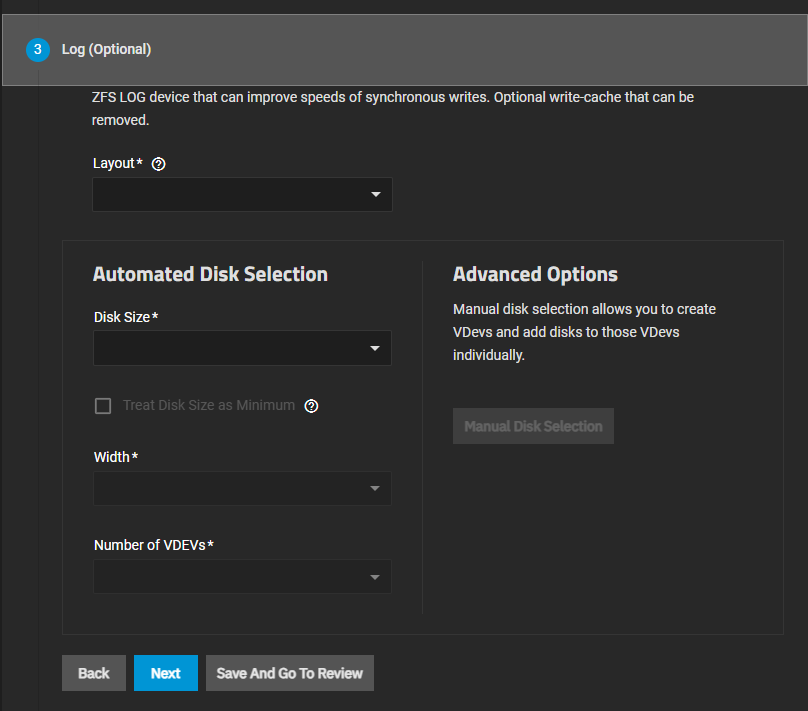 3 Log (Optional)
ZFS LOG device that can improve speeds of synchronous writes. Optional write-cache that can be
removed.
Layout*
Automated Disk Selection
Disk Size*
Treat Disk Size as Minimum
Width*
Number of VDEVs*
Advanced Options
Manual disk selection allows you to create
VDevs and add disks to those VDevs
individually.
Manual Disk Selection
Back
Next
Save And Go To Review